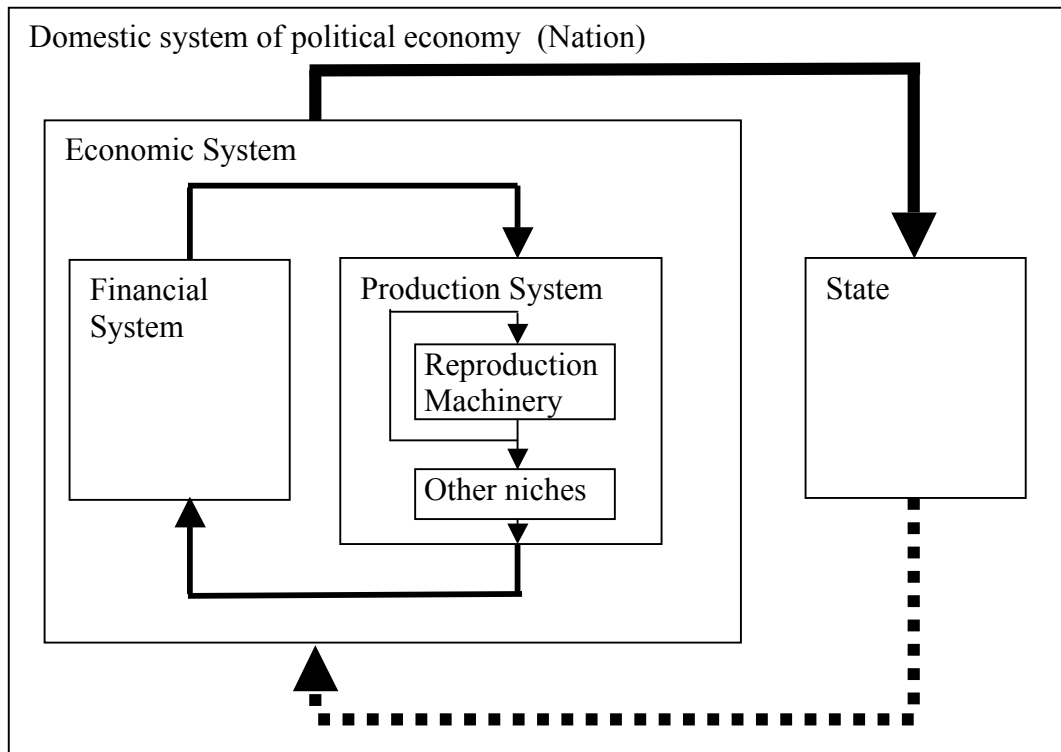 Domestic system of political economy (Nation)
Economic System
Financial
System
Production System
Reproduction
Machinery
Other niches
State